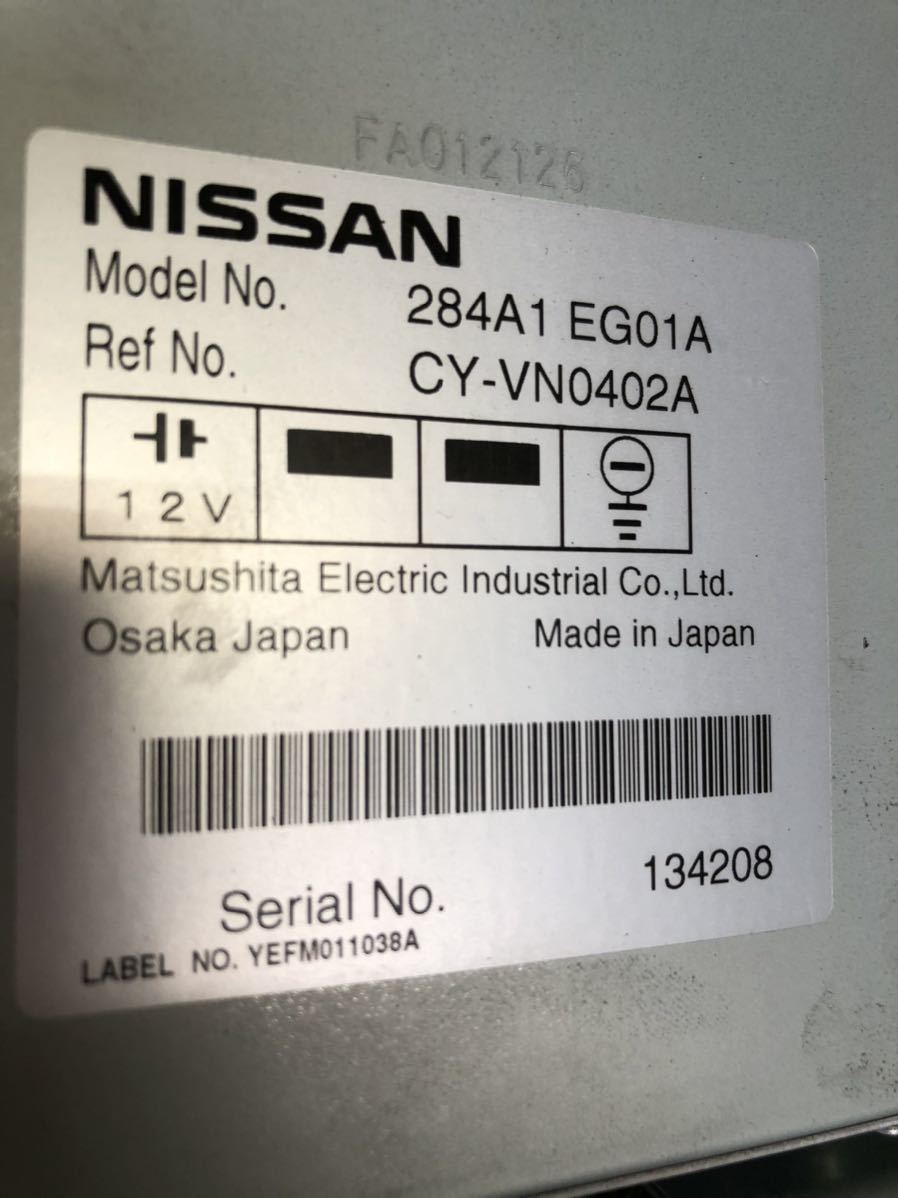 FA012126
NISSAN
Model No. 284A1 EG01A
Ref No. CY-VN0402A
12V
Matsushita Electric Industrial Co.,Ltd.
Osaka Japan Made in Japan
134208
Serial No.
LABEL NO. YEFM011038A